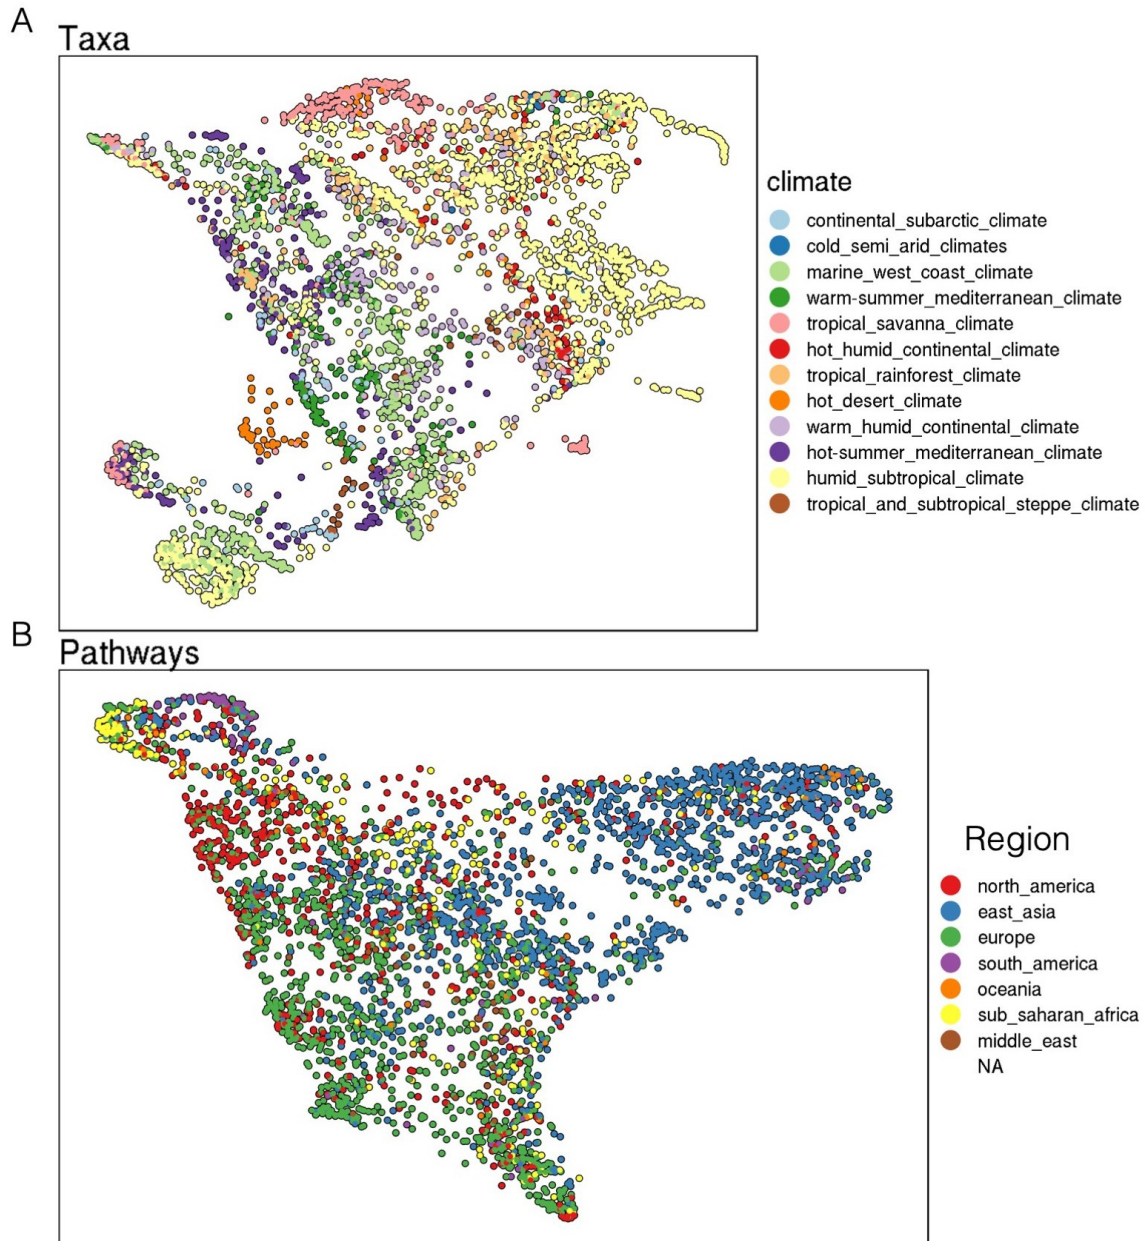 A
Taxa
climate
continental_subarctic_climate
cold_semi_arid_climates
marine_west_coast_climate
warm-summer_mediterranean_climate
tropical_savanna_climate
hot_humid_continental_climate
tropical_rainforest_climate
hot_desert_climate
warm_humid_continental_climate
hot-summer_mediterranean_climate
humid_subtropical_climate
tropical_and_subtropical_steppe_climate
B
Pathways
Region
north_america
east_asia
europe
south_america
oceania
sub_saharan_africa
middle_east
NA